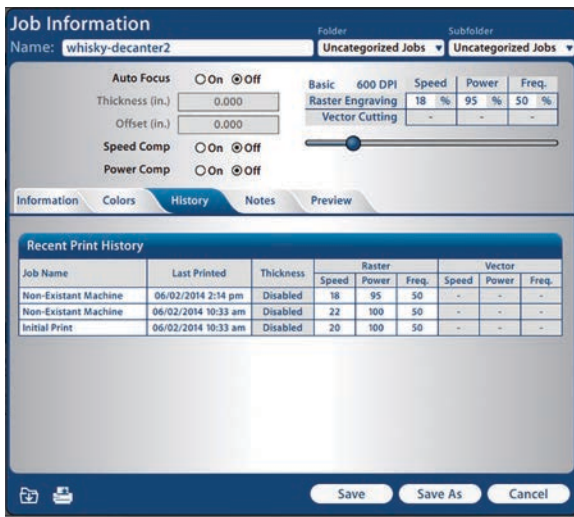 Job Information
Folder Subfolder
Name: whisky-decanter2 Uncategorized Jobs Uncategorized Jobs
Auto Focus On Off
Thickness (in.) 0.000
Offset (in.) 0.000
Speed Comp On Off
Power Comp On Off
Basic 600 DPI Speed Power Freq.
Raster Engraving 18 % 95 % 50 %
Vector Cutting - - -
Information Colors History Notes Preview
Recent Print History
Job Name Last Printed Thickness Raster Vector
Speed Power Freq. Speed Power Freq.
Non-Existant Machine 06/02/2014 2:14 pm Disabled 18 95 50 - - -
Non-Existant Machine 06/02/2014 10:33 am Disabled 22 100 50 - - -
Initial Print 06/02/2014 10:33 am Disabled 20 100 50 - - -
Save Save As Cancel